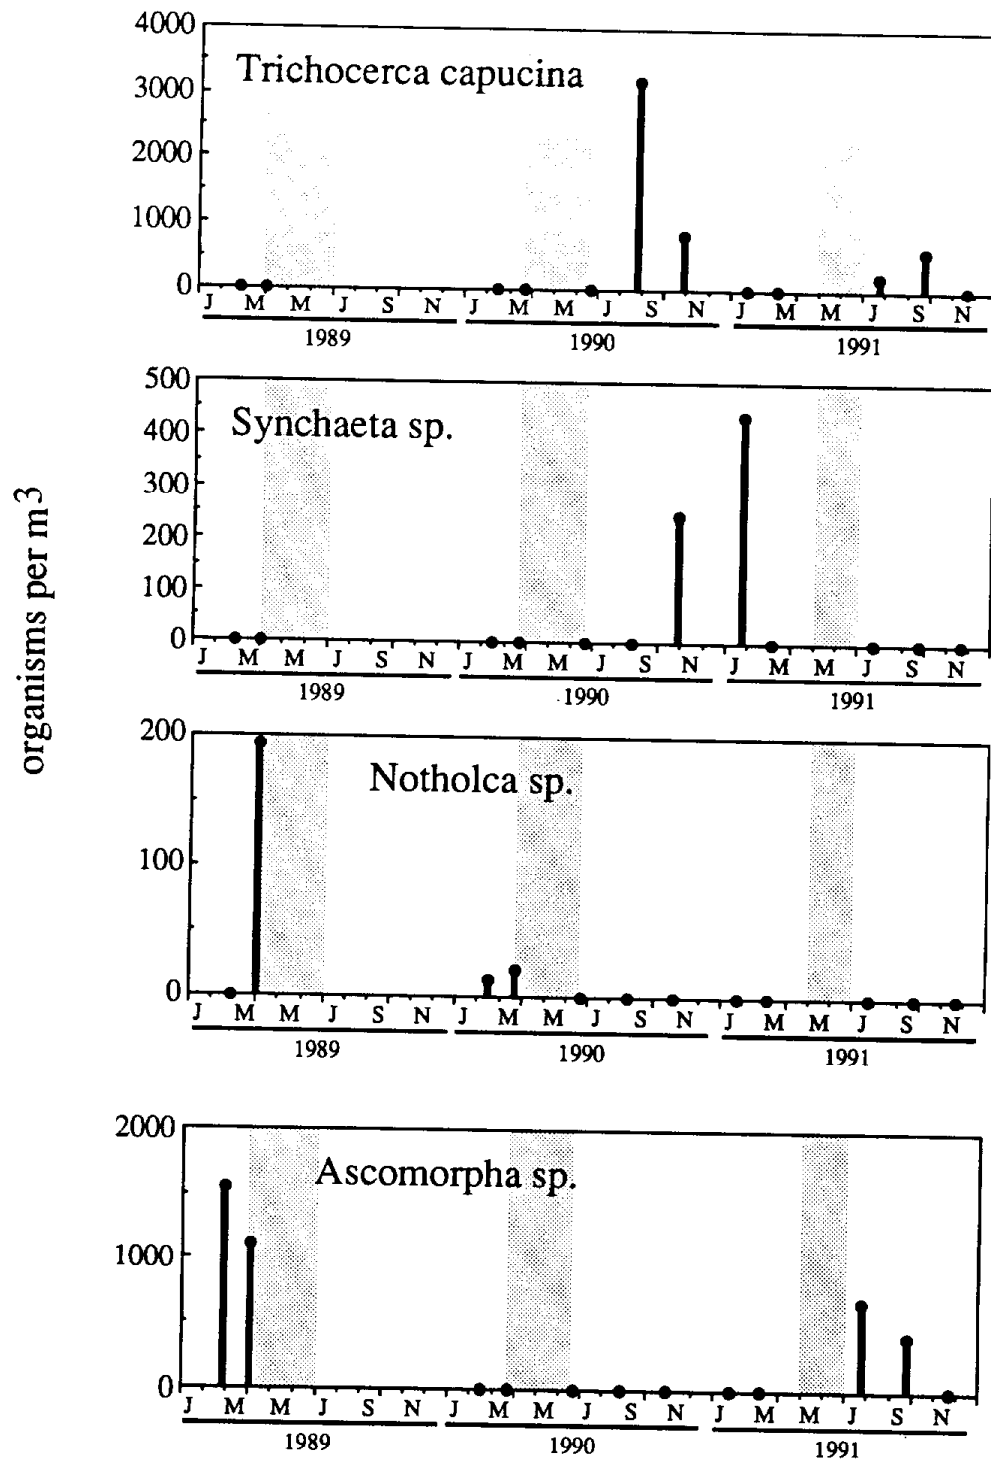 organisms per m3
4000
Trichocerca capucina
3000
2000
1000
0
J M M J S N J M M J S N J M M J S N
1989 1990 1991
500
Synchaeta sp.
400
300
200
100
0
J M M J S N J M M J S N J M M J S N
1989 1990 1991
200
Notholca sp.
100
0
J M M J S N J M M J S N J M M J S N
1989 1990 1991
2000
Ascomorpha sp.
1000
0
J M M J S N J M M J S N J M M J S N
1989 1990 1991